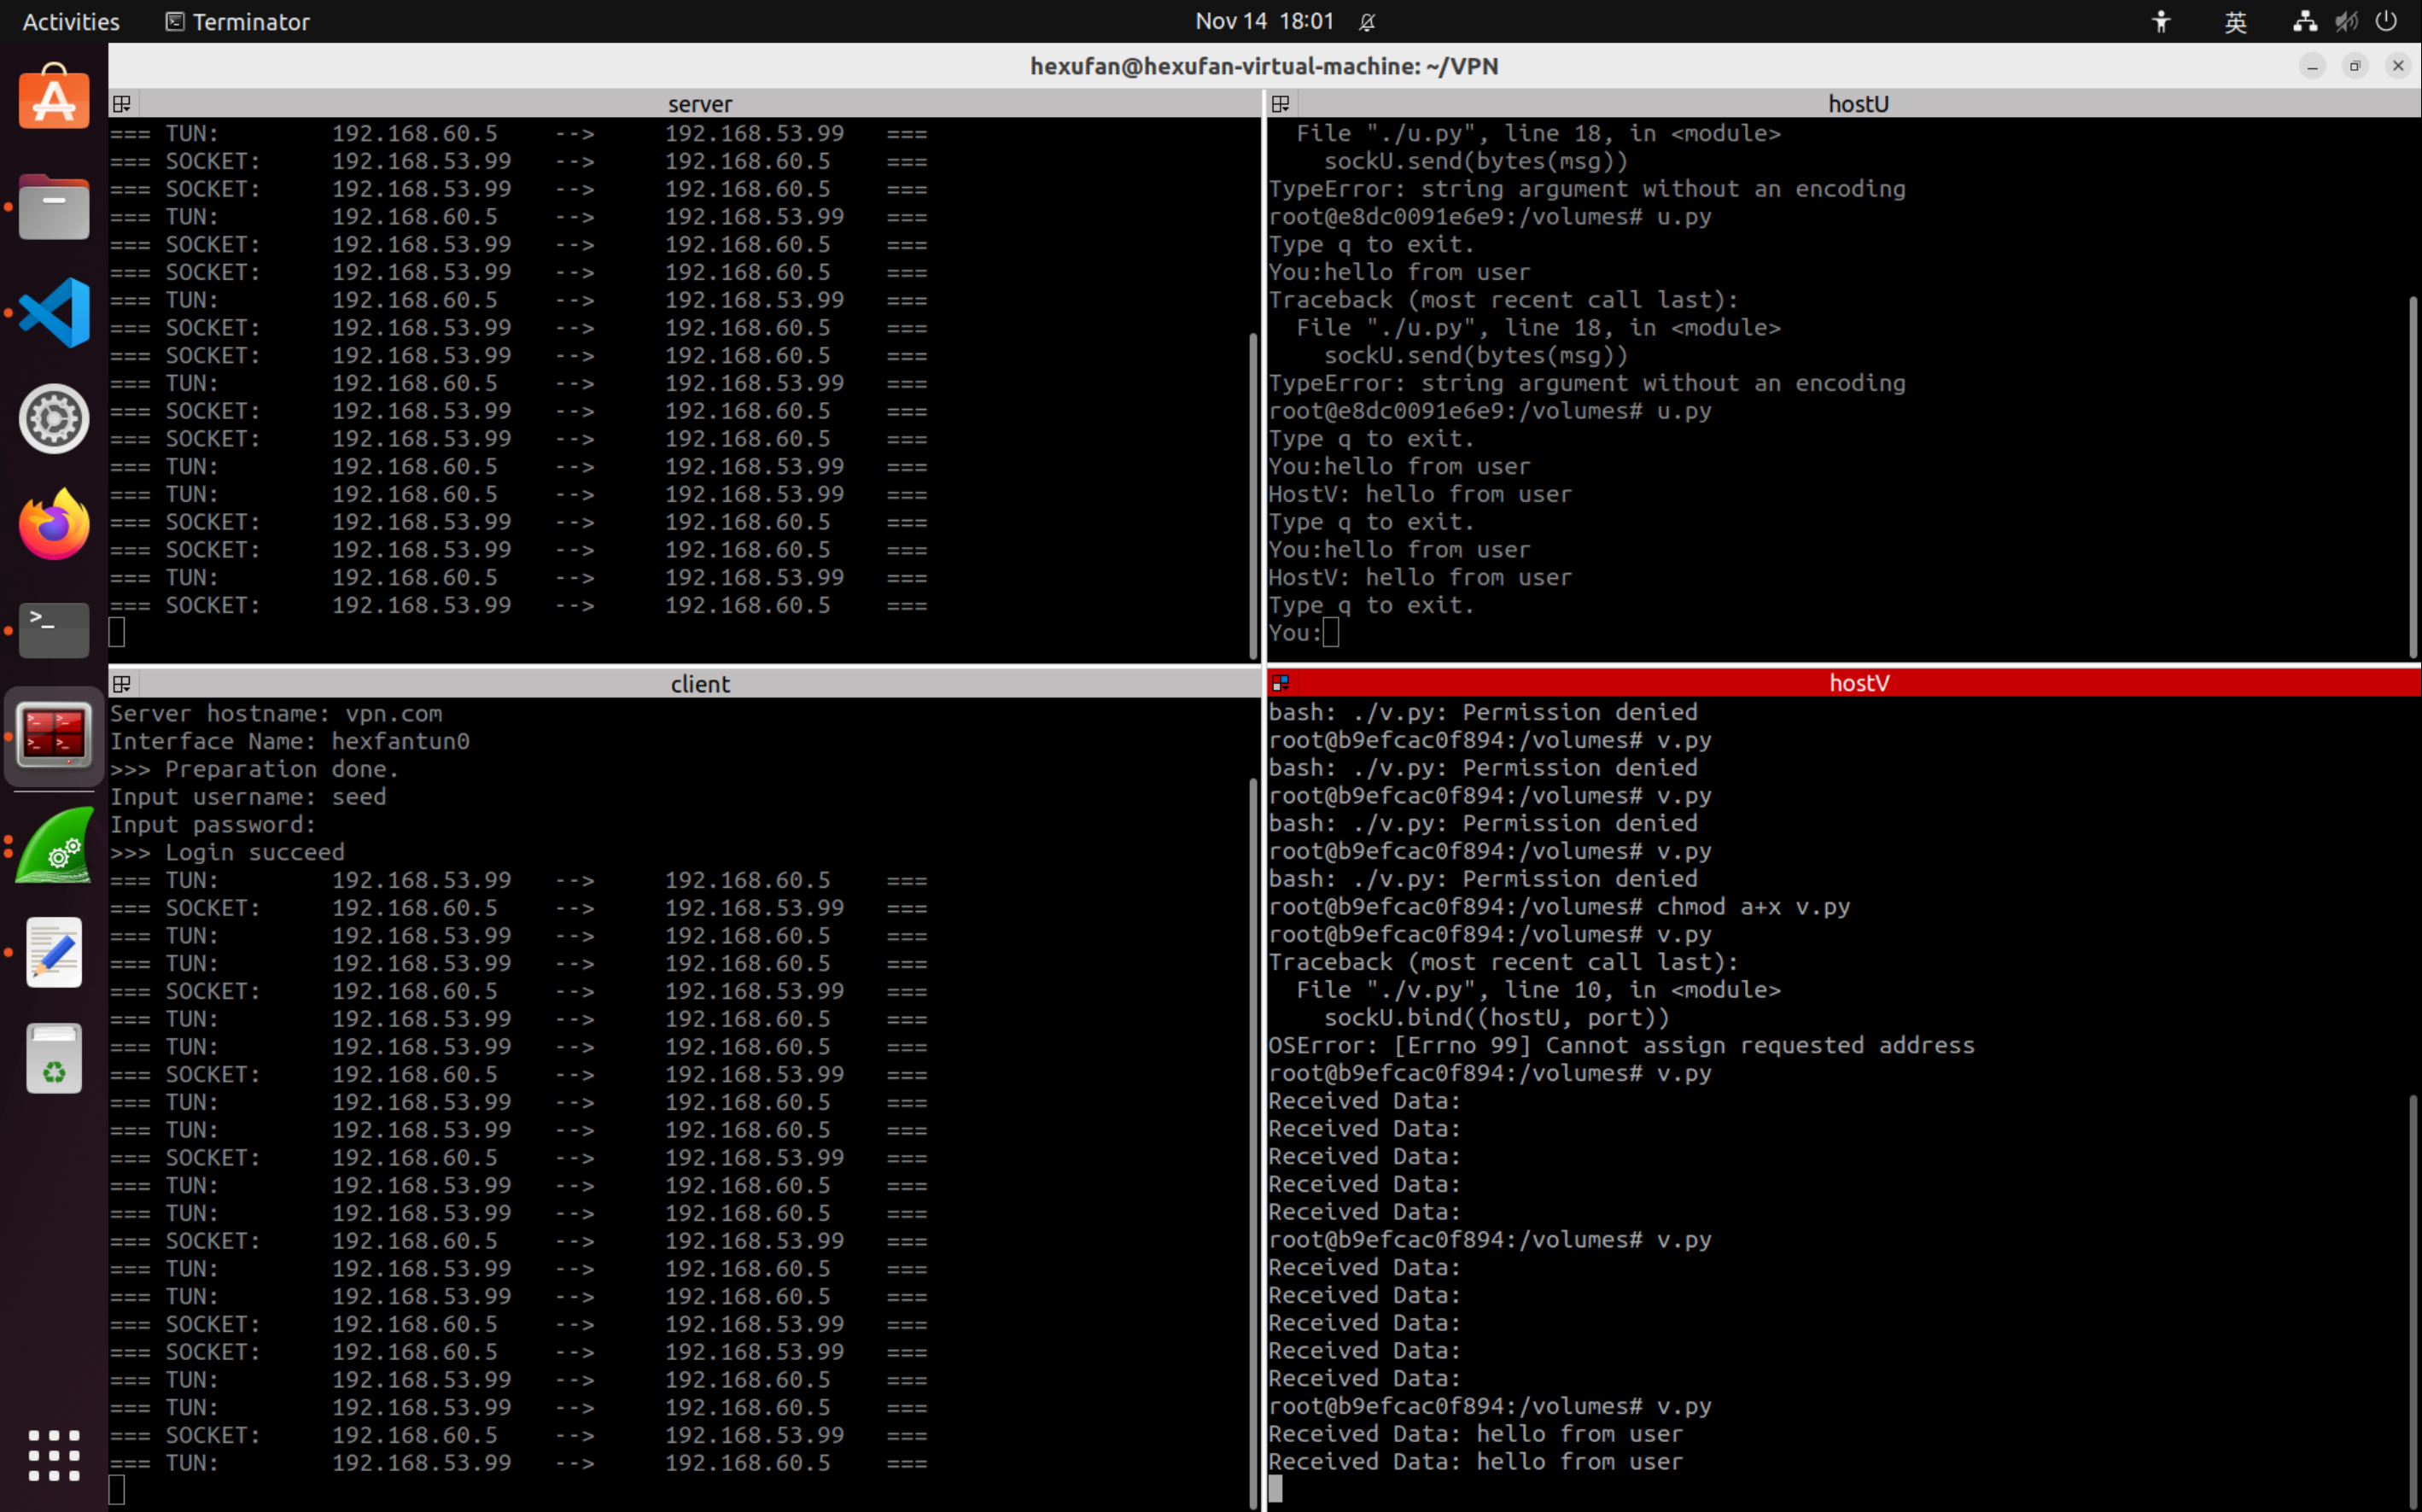 Activities
Terminator
Nov 14 18:01
英
hexufan@hexufan-virtual-machine: ~/VPN
server
=== TUN: 192.168.60.5 --> 192.168.53.99 ===
=== SOCKET: 192.168.53.99 --> 192.168.60.5 ===
=== SOCKET: 192.168.53.99 --> 192.168.60.5 ===
=== TUN: 192.168.60.5 --> 192.168.53.99 ===
=== SOCKET: 192.168.53.99 --> 192.168.60.5 ===
=== SOCKET: 192.168.53.99 --> 192.168.60.5 ===
=== TUN: 192.168.60.5 --> 192.168.53.99 ===
=== SOCKET: 192.168.53.99 --> 192.168.60.5 ===
=== SOCKET: 192.168.53.99 --> 192.168.60.5 ===
=== TUN: 192.168.60.5 --> 192.168.53.99 ===
=== SOCKET: 192.168.53.99 --> 192.168.60.5 ===
=== SOCKET: 192.168.53.99 --> 192.168.60.5 ===
=== TUN: 192.168.60.5 --> 192.168.53.99 ===
=== TUN: 192.168.60.5 --> 192.168.53.99 ===
=== SOCKET: 192.168.53.99 --> 192.168.60.5 ===
=== SOCKET: 192.168.53.99 --> 192.168.60.5 ===
=== TUN: 192.168.60.5 --> 192.168.53.99 ===
=== SOCKET: 192.168.53.99 --> 192.168.60.5 ===
hostU
File "./u.py", line 18, in <module>
sockU.send(bytes(msg))
TypeError: string argument without an encoding
root@e8dc0091e6e9:/volumes# u.py
Type q to exit.
You:hello from user
Traceback (most recent call last):
File "./u.py", line 18, in <module>
sockU.send(bytes(msg))
TypeError: string argument without an encoding
root@e8dc0091e6e9:/volumes# u.py
Type q to exit.
You:hello from user
HostV: hello from user
Type q to exit.
You:hello from user
HostV: hello from user
Type q to exit.
You:
client
Server hostname: vpn.com
Interface Name: hexfantun0
>>> Preparation done.
Input username: seed
Input password:
>>> Login succeed
=== TUN: 192.168.53.99 --> 192.168.60.5 ===
=== SOCKET: 192.168.60.5 --> 192.168.53.99 ===
=== TUN: 192.168.53.99 --> 192.168.60.5 ===
=== TUN: 192.168.53.99 --> 192.168.60.5 ===
=== SOCKET: 192.168.60.5 --> 192.168.53.99 ===
=== TUN: 192.168.53.99 --> 192.168.60.5 ===
=== TUN: 192.168.53.99 --> 192.168.60.5 ===
=== SOCKET: 192.168.60.5 --> 192.168.53.99 ===
=== TUN: 192.168.53.99 --> 192.168.60.5 ===
=== TUN: 192.168.53.99 --> 192.168.60.5 ===
=== SOCKET: 192.168.60.5 --> 192.168.53.99 ===
=== TUN: 192.168.53.99 --> 192.168.60.5 ===
=== TUN: 192.168.53.99 --> 192.168.60.5 ===
=== SOCKET: 192.168.60.5 --> 192.168.53.99 ===
=== TUN: 192.168.53.99 --> 192.168.60.5 ===
=== TUN: 192.168.53.99 --> 192.168.60.5 ===
=== SOCKET: 192.168.60.5 --> 192.168.53.99 ===
=== SOCKET: 192.168.60.5 --> 192.168.53.99 ===
=== TUN: 192.168.53.99 --> 192.168.60.5 ===
=== TUN: 192.168.53.99 --> 192.168.60.5 ===
=== SOCKET: 192.168.60.5 --> 192.168.53.99 ===
=== TUN: 192.168.53.99 --> 192.168.60.5 ===
hostV
bash: ./v.py: Permission denied
root@b9efcac0f894:/volumes# v.py
bash: ./v.py: Permission denied
root@b9efcac0f894:/volumes# v.py
bash: ./v.py: Permission denied
root@b9efcac0f894:/volumes# v.py
bash: ./v.py: Permission denied
root@b9efcac0f894:/volumes# chmod a+x v.py
root@b9efcac0f894:/volumes# v.py
Traceback (most recent call last):
File "./v.py", line 10, in <module>
sockU.bind((hostU, port))
OSError: [Errno 99] Cannot assign requested address
root@b9efcac0f894:/volumes# v.py
Received Data:
Received Data:
Received Data:
Received Data:
Received Data:
root@b9efcac0f894:/volumes# v.py
Received Data:
Received Data:
Received Data:
Received Data:
Received Data:
root@b9efcac0f894:/volumes# v.py
Received Data: hello from user
Received Data: hello from user